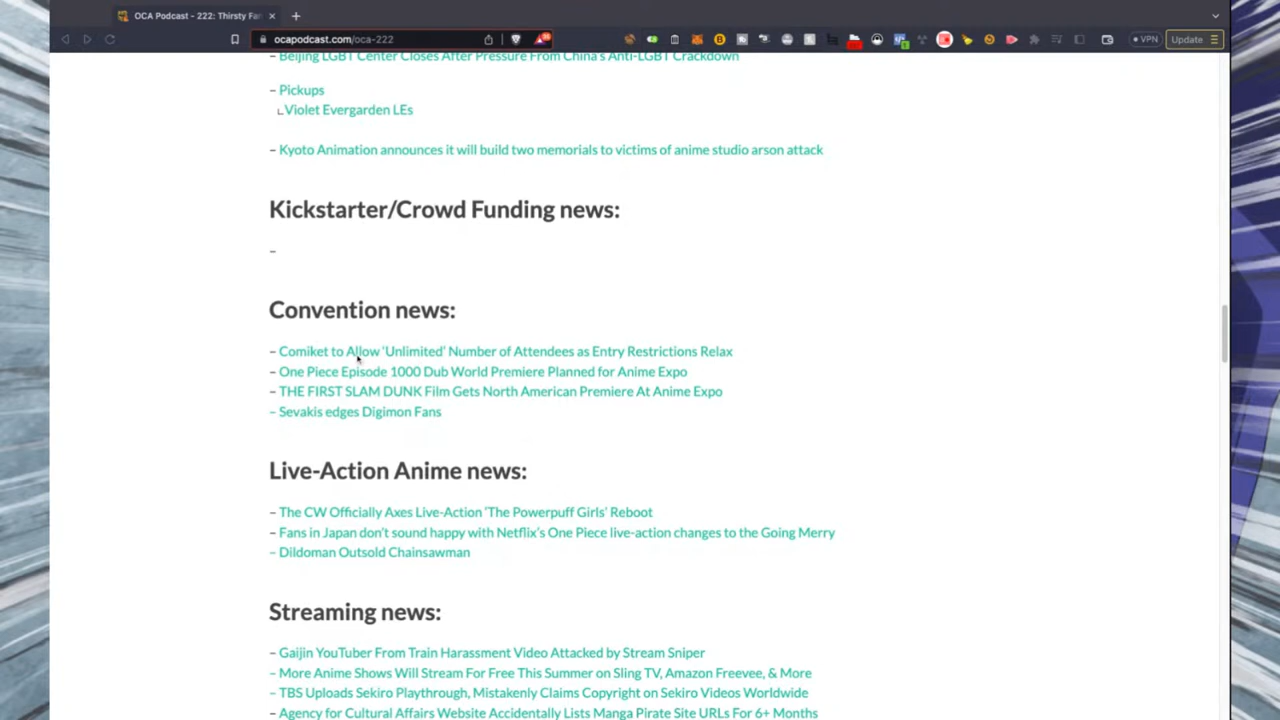 OCA Podcast - 222: Thirsty Fa
ocapodcast.com/oca-222
VPN
Update
– Beijing LGBT Center Closes After Pressure From China's Anti-LGBT Crackdown
– Pickups
Violet Evergarden LEs
– Kyoto Animation announces it will build two memorials to victims of anime studio arson attack
Kickstarter/Crowd Funding news:
–
Convention news:
– Comiket to Allow 'Unlimited' Number of Attendees as Entry Restrictions Relax
– One Piece Episode 1000 Dub World Premiere Planned for Anime Expo
– THE FIRST SLAM DUNK Film Gets North American Premiere At Anime Expo
– Sevakis edges Digimon Fans
Live-Action Anime news:
– The CW Officially Axes Live-Action 'The Powerpuff Girls' Reboot
– Fans in Japan don't sound happy with Netflix's One Piece live-action changes to the Going Merry
– Dildoman Outsold Chainsawman
Streaming news:
– Gaijin YouTuber From Train Harassment Video Attacked by Stream Sniper
– More Anime Shows Will Stream For Free This Summer on Sling TV, Amazon Freevee, & More
– TBS Uploads Sekiro Playthrough, Mistakenly Claims Copyright on Sekiro Videos Worldwide
– Agency for Cultural Affairs Website Accidentally Lists Manga Pirate Site URLs For 6+ Months